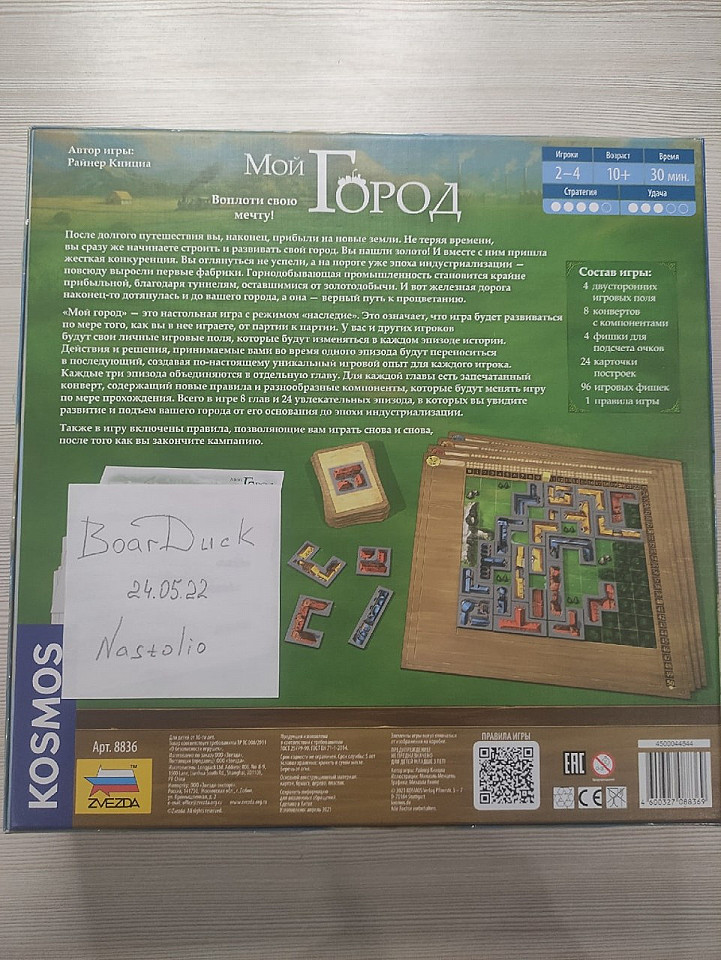 Автор игры:
Райнер Книциа
Мой Город
Воплоти свою
мечту!
Игроки Возраст Время
2–4 10+ 30 мин.
Стратегия Удача
После долгого путешествия вы, наконец, прибыли на новые земли. Не теряя времени,
вы сразу же начинаете строить и развивать свой город. Вы нашли золото! И вместе с ним пришла
жесткая конкуренция. Вы оглянуться не успели, а на пороге уже эпоха индустриализации —
повсюду выросли первые фабрики. Горнодобывающая промышленность становится крайне
прибыльной, благодаря туннелям, оставшимися от золотодобычи. И вот железная дорога
наконец-то дотянулась и до вашего города, а она — верный путь к процветанию.
«Мой город» — это настольная игра с режимом «наследие». Это означает, что игра будет развиваться
по мере того, как вы в нее играете, от партии к партии. У вас и других игроков
будут свои личные игровые поля, которые будут изменяться в каждом эпизоде истории.
Действия и решения, принимаемые вами во время одного эпизода будут переноситься
в последующий, создавая по-настоящему уникальный игровой опыт для каждого игрока.
Каждые три эпизода объединяются в отдельную главу. Для каждой главы есть запечатанный
конверт, содержащий новые правила и разнообразные компоненты, которые будут менять игру
по мере прохождения. Всего в игре 8 глав и 24 увлекательных эпизода, в которых вы увидите
развитие и подъем вашего города от его основания до эпохи индустриализации.
Также в игру включены правила, позволяющие вам играть снова и снова,
после того как вы закончите кампанию.
Состав игры:
4 двусторонних
игровых поля
8 конвертов
с компонентами
4 фишки для
подсчета очков
24 карточки
построек
96 игровых фишек
1 правила игры
BoarDuck
24.05.22
Nastolio
KOSMOS
Арт. 8836
ZVEZDA
ПРАВИЛА ИГРЫ
EAC
CE
4500044844
4 600327 088369